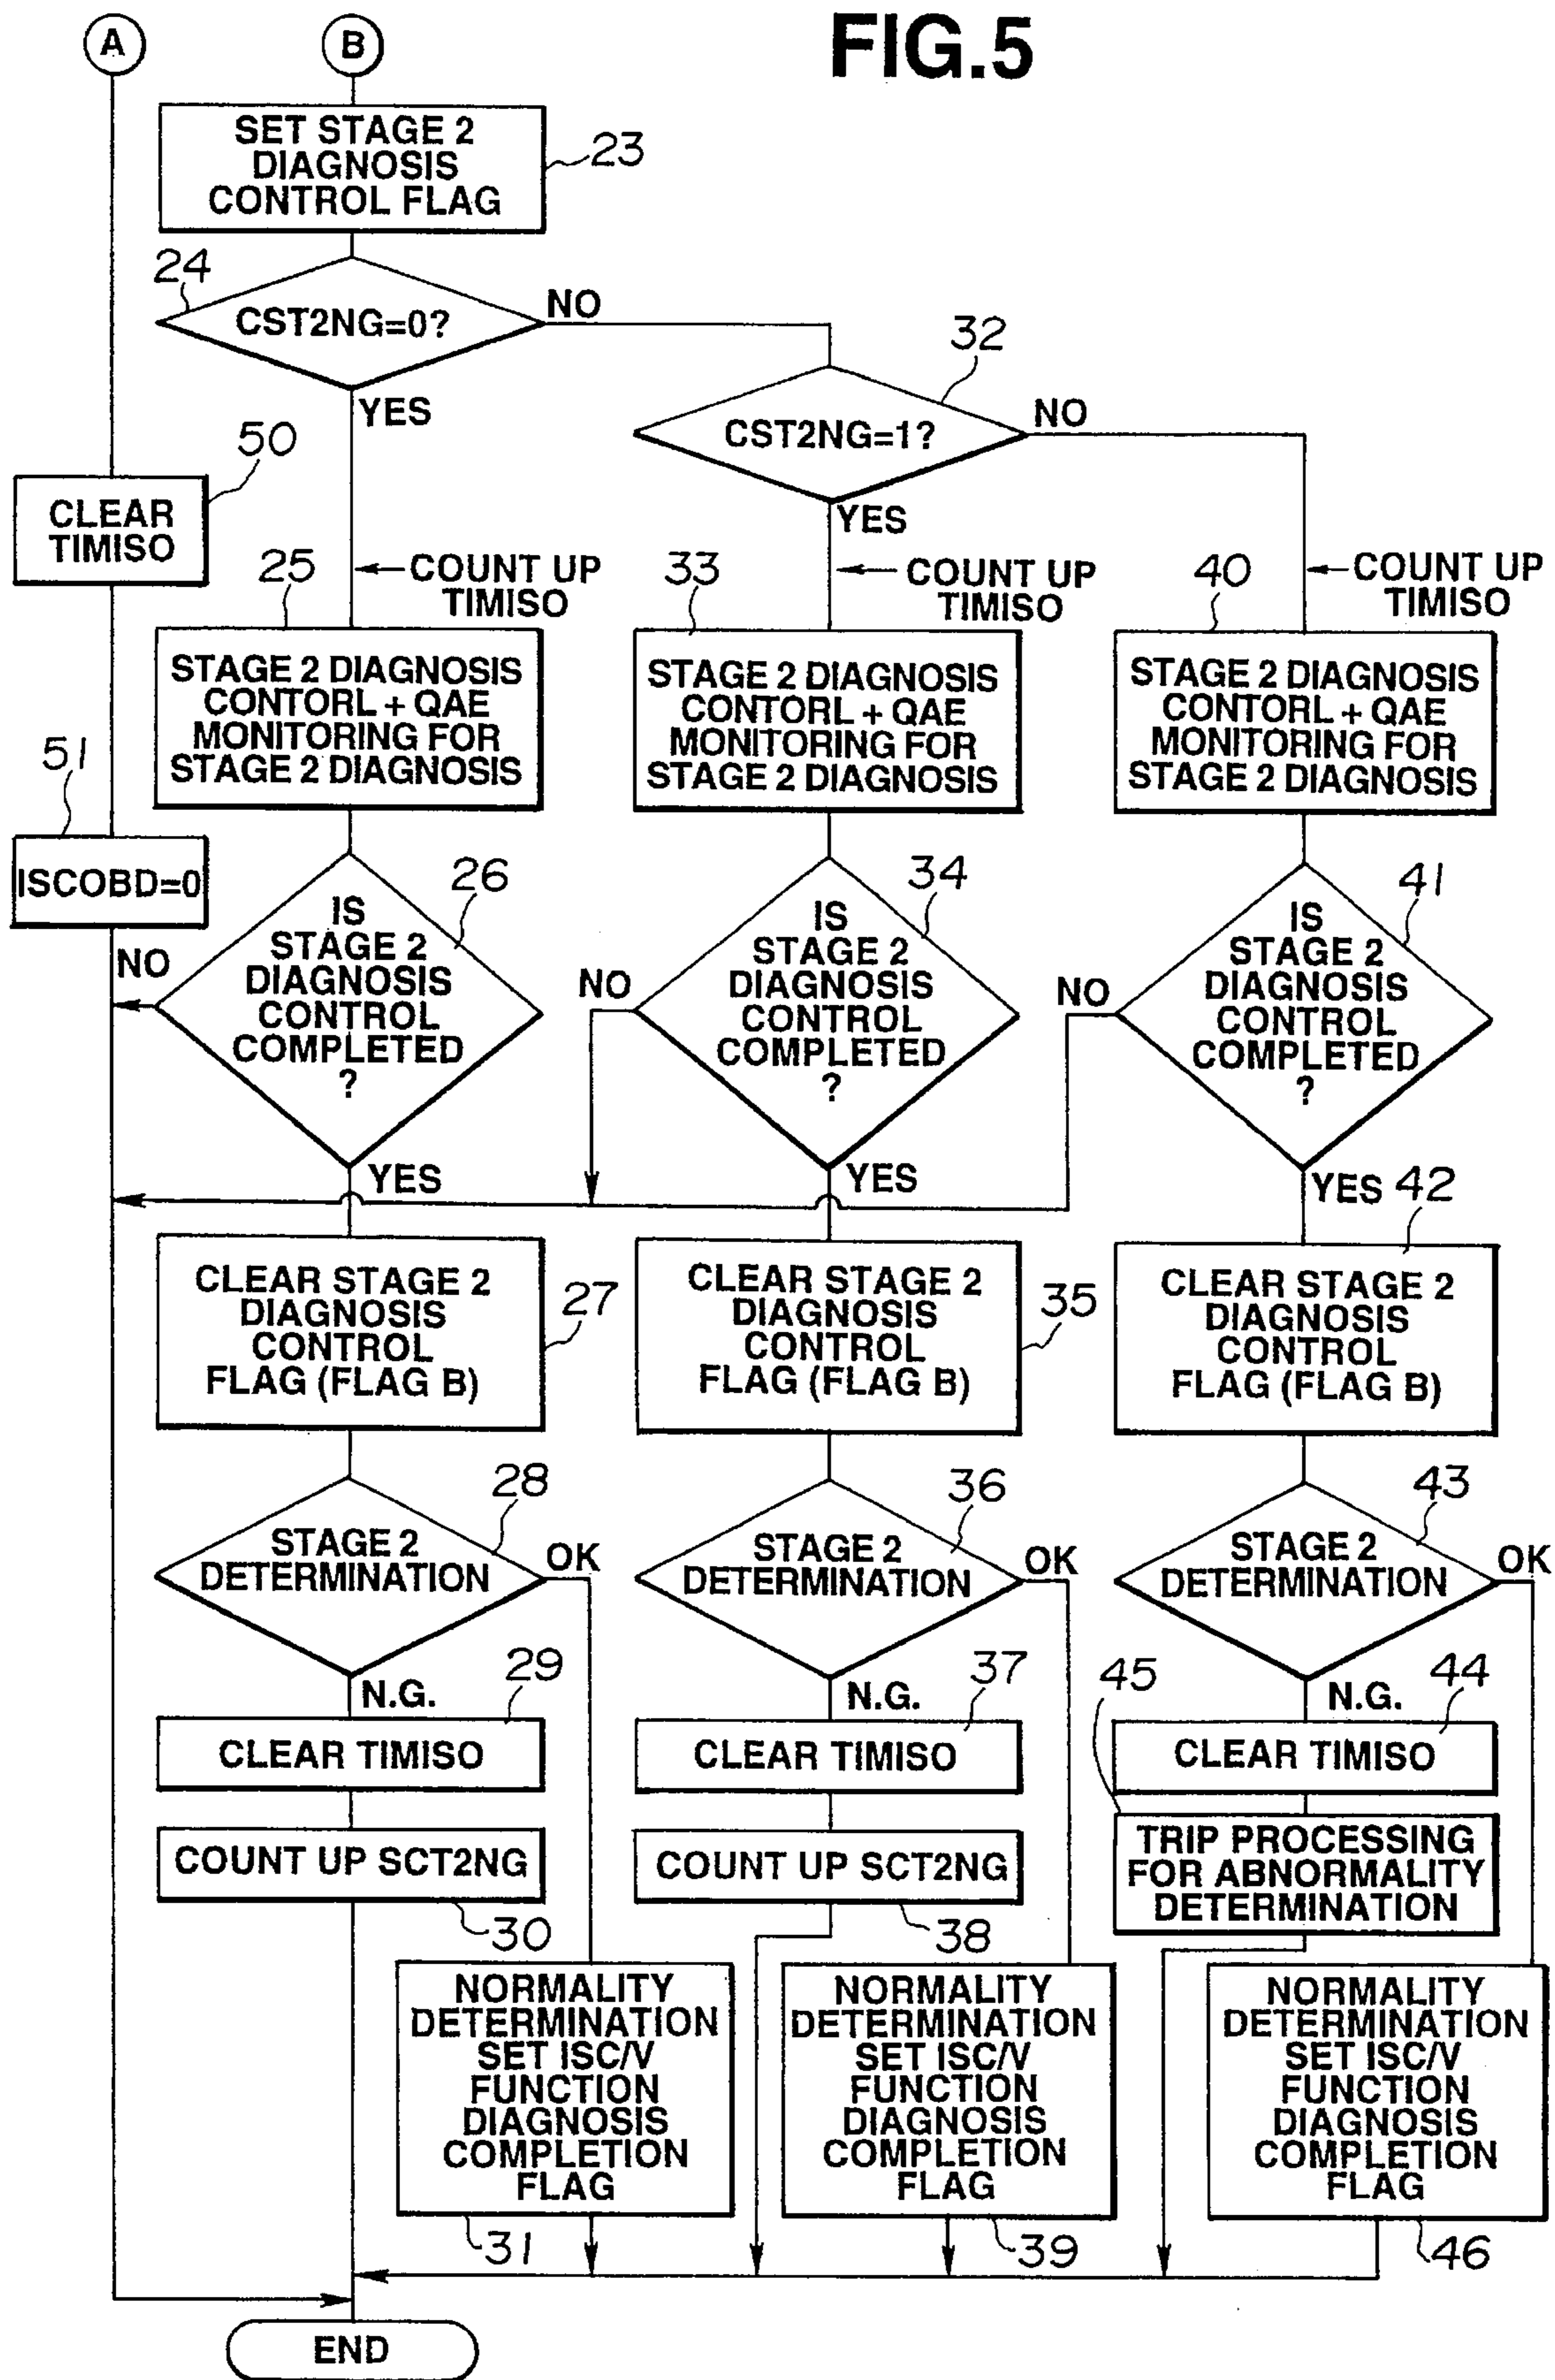 FIG.5
A
B
SET STAGE 2
DIAGNOSIS
CONTROL FLAG
23
24
CST2NG=0?
NO
YES
32
CST2NG=1?
NO
YES
50
CLEAR
TIMISO
COUNT UP
TIMISO
COUNT UP
TIMISO
COUNT UP
TIMISO
25
STAGE 2 DIAGNOSIS
CONTORL + QAE
MONITORING FOR
STAGE 2 DIAGNOSIS
33
STAGE 2 DIAGNOSIS
CONTORL + QAE
MONITORING FOR
STAGE 2 DIAGNOSIS
40
STAGE 2 DIAGNOSIS
CONTORL + QAE
MONITORING FOR
STAGE 2 DIAGNOSIS
51
ISCOBD=0
26
IS
STAGE 2
DIAGNOSIS
CONTROL
COMPLETED
?
NO
YES
34
IS
STAGE 2
DIAGNOSIS
CONTROL
COMPLETED
?
NO
YES
41
IS
STAGE 2
DIAGNOSIS
CONTROL
COMPLETED
?
NO
YES
CLEAR STAGE 2
DIAGNOSIS
CONTROL
FLAG (FLAG B)
27
CLEAR STAGE 2
DIAGNOSIS
CONTROL
FLAG (FLAG B)
35
42
CLEAR STAGE 2
DIAGNOSIS
CONTROL
FLAG (FLAG B)
28
STAGE 2
DETERMINATION
OK
N.G.
36
STAGE 2
DETERMINATION
OK
N.G.
43
STAGE 2
DETERMINATION
OK
N.G.
29
CLEAR TIMISO
37
CLEAR TIMISO
44
CLEAR TIMISO
COUNT UP SCT2NG
30
COUNT UP SCT2NG
38
45
TRIP PROCESSING
FOR ABNORMALITY
DETERMINATION
NORMALITY
DETERMINATION
SET ISC/V
FUNCTION
DIAGNOSIS
COMPLETION
FLAG
31
NORMALITY
DETERMINATION
SET ISC/V
FUNCTION
DIAGNOSIS
COMPLETION
FLAG
39
NORMALITY
DETERMINATION
SET ISC/V
FUNCTION
DIAGNOSIS
COMPLETION
FLAG
46
END